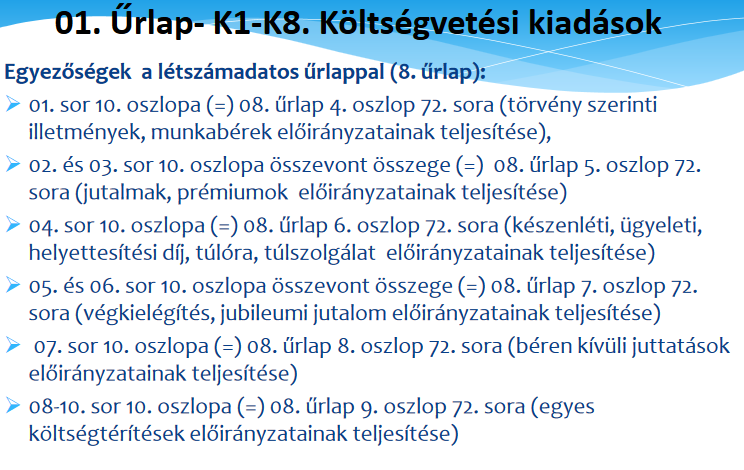 01. Űrlap- K1-K8. Költségvetési kiadások
Egyezőségek a létszámadatos űrlappal (8. űrlap):
➢ 01. sor 10. oszlopa (=) 08. űrlap 4. oszlop 72. sora (törvény szerinti
illetmények, munkabérek előirányzatainak teljesítése),
➢ 02. és 03. sor 10. oszlopa összevont összege (=) 08. űrlap 5. oszlop 72.
sora (jutalmak, prémiumok előirányzatainak teljesítése)
➢ 04. sor 10. oszlopa (=) 08. űrlap 6. oszlop 72. sora (készenléti, ügyeleti,
helyettesítési díj, túlóra, túlszolgálat előirányzatainak teljesítése)
➢ 05. és 06. sor 10. oszlopa összevont összege (=) 08. űrlap 7. oszlop 72.
sora (végkielégítés, jubileumi jutalom előirányzatainak teljesítése)
➢ 07. sor 10. oszlopa (=) 08. űrlap 8. oszlop 72. sora (béren kívüli juttatások
előirányzatainak teljesítése)
➢ 08-10. sor 10. oszlopa (=) 08. űrlap 9. oszlop 72. sora (egyes
költségtérítések előirányzatainak teljesítése)